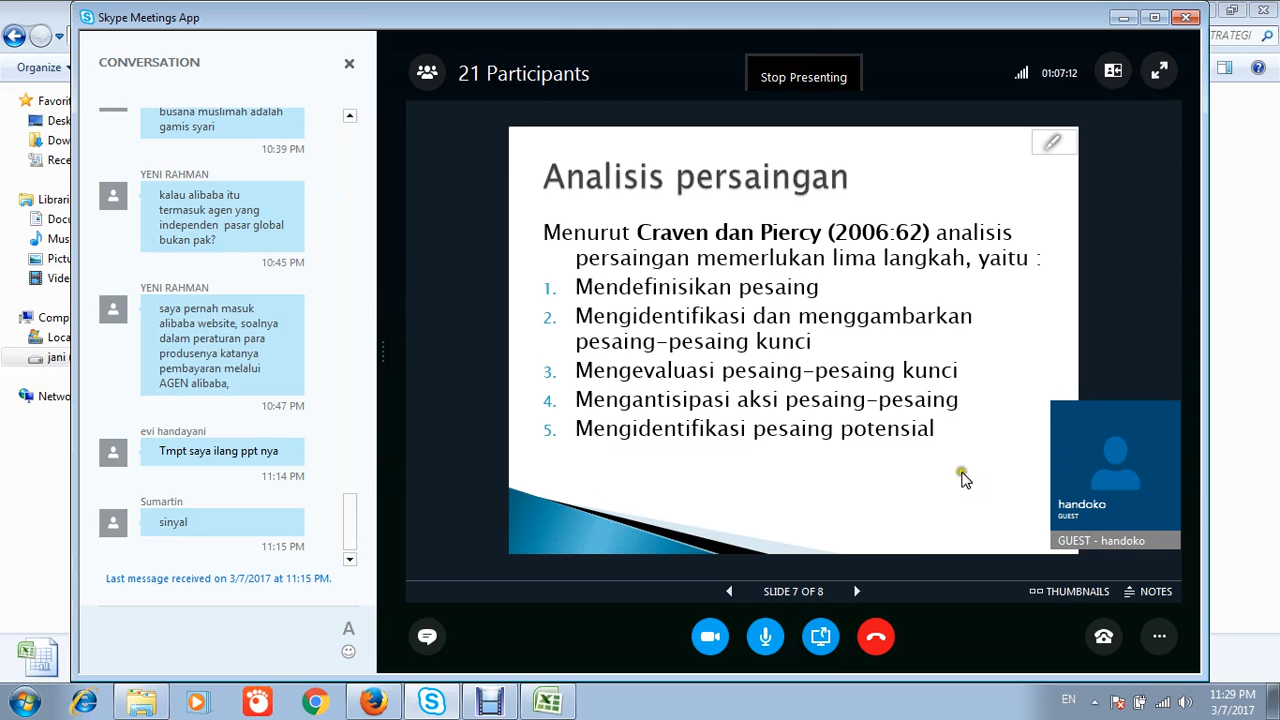 Skype Meetings App
STRATEGI
Organize
Favorit
Desk
Dow
Rece
Librari
Docu
Mus
Pictu
Vide
Comp
Loca
jani (
Netwo
CONVERSATION
busana muslimah adalah
gamis syari
10:39 PM
YENI RAHMAN
kalau alibaba itu
termasuk agen yang
independen pasar global
bukan pak?
10:45 PM
YENI RAHMAN
saya pernah masuk
alibaba website, soalnya
dalam peraturan para
produsenya katanya
pembayaran melalui
AGEN alibaba,
10:47 PM
evi handayani
Tmpt saya ilang ppt nya
11:14 PM
Sumartin
sinyal
11:15 PM
Last message received on 3/7/2017 at 11:15 PM.
A
21 Participants
Stop Presenting
01:07:12
Analisis persaingan
Menurut Craven dan Piercy (2006:62) analisis
persaingan memerlukan lima langkah, yaitu :
1. Mendefinisikan pesaing
2. Mengidentifikasi dan menggambarkan
pesaing-pesaing kunci
3. Mengevaluasi pesaing-pesaing kunci
4. Mengantisipasi aksi pesaing-pesaing
5. Mengidentifikasi pesaing potensial
handoko
GUEST
GUEST - handoko
SLIDE 7 OF 8
THUMBNAILS
NOTES
EN
11:29 PM
3/7/2017